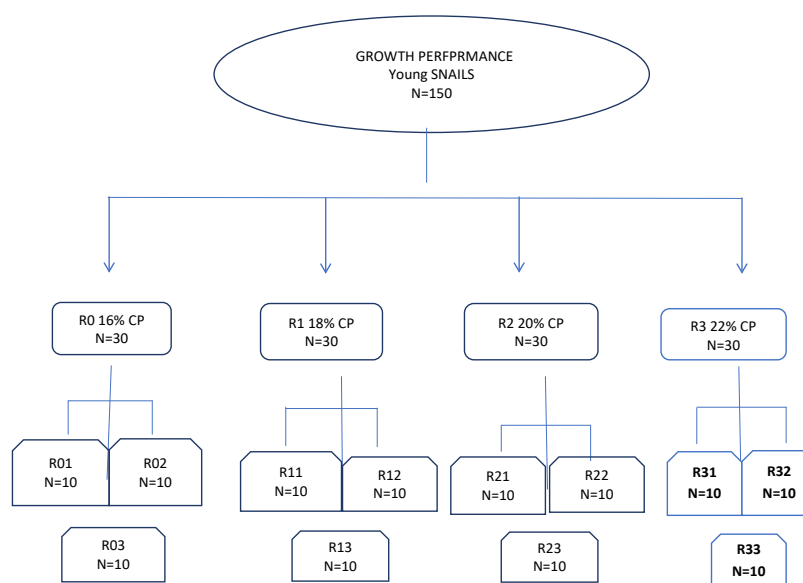 GROWTH PERFPRMANCE
Young SNAILS
N=150
R0 16% CP
N=30
R1 18% CP
N=30
R2 20% CP
N=30
R3 22% CP
N=30
R01
N=10
R02
N=10
R11
N=10
R12
N=10
R21
N=10
R22
N=10
R31
N=10
R32
N=10
R03
N=10
R13
N=10
R23
N=10
R33
N=10